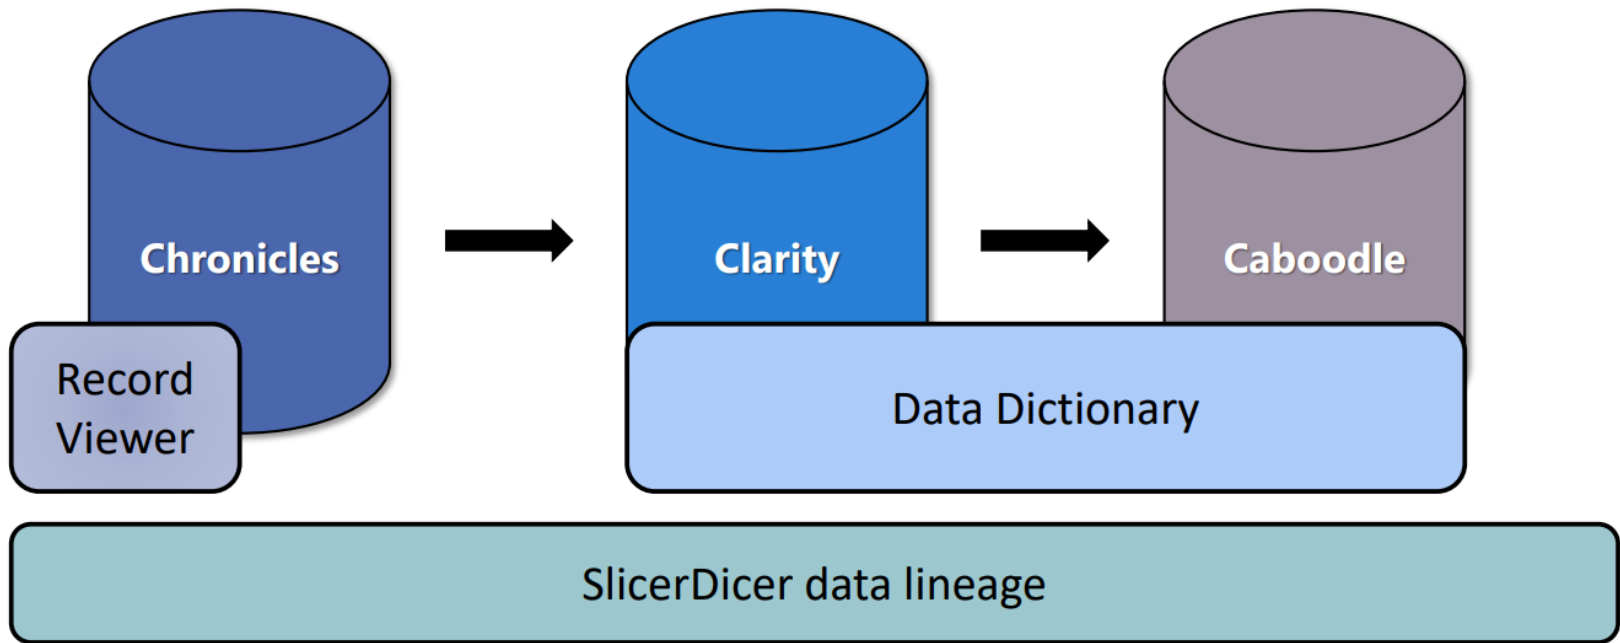 Chronicles
Clarity
Caboodle
Record
Viewer
Data Dictionary
SlicerDicer data lineage